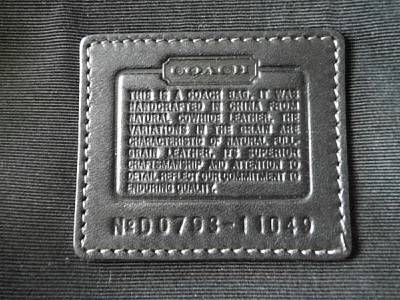 COACH
THIS IS A COACH BAG. IT WAS
HANDCRAFTED IN CHINA FROM
NATURAL COWHIDE LEATHER. THE
VARIATIONS IN THE GRAIN ARE
CHARACTERISTIC OF NATURAL, FULL
GRAIN LEATHER. ITS SUPERIOR
CRAFTSMANSHIP AND ATTENTION TO
DETAIL REFLECT OUR COMMITMENT TO
ENDURING QUALITY.
№D0793-11049